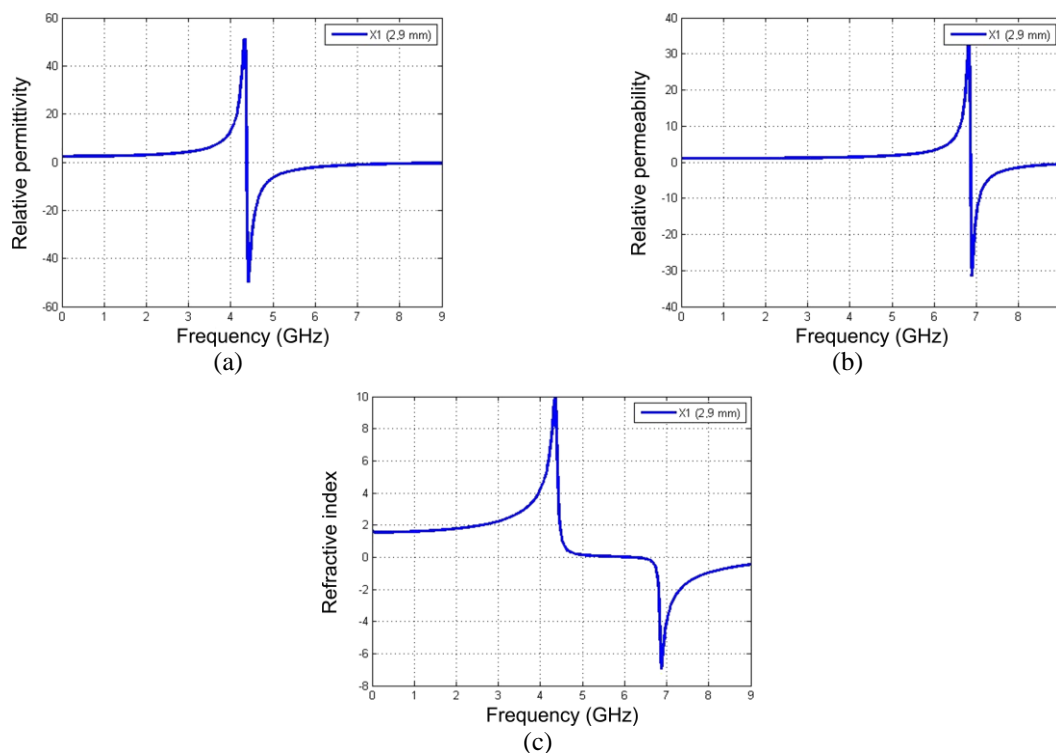 60
40
20
0
-20
-40
-60
Relative permittivity
X1 (2,9 mm)
0 1 2 3 4 5 6 7 8 9
Frequency (GHz)
(a)
40
30
20
10
0
-10
-20
-30
-40
Relative permeability
X1 (2,9 mm)
0 1 2 3 4 5 6 7 8
Frequency (GHz)
(b)
10
8
6
4
2
0
-2
-4
-6
-8
Refractive index
X1 (2,9 mm)
0 1 2 3 4 5 6 7 8 9
Frequency (GHz)
(c)